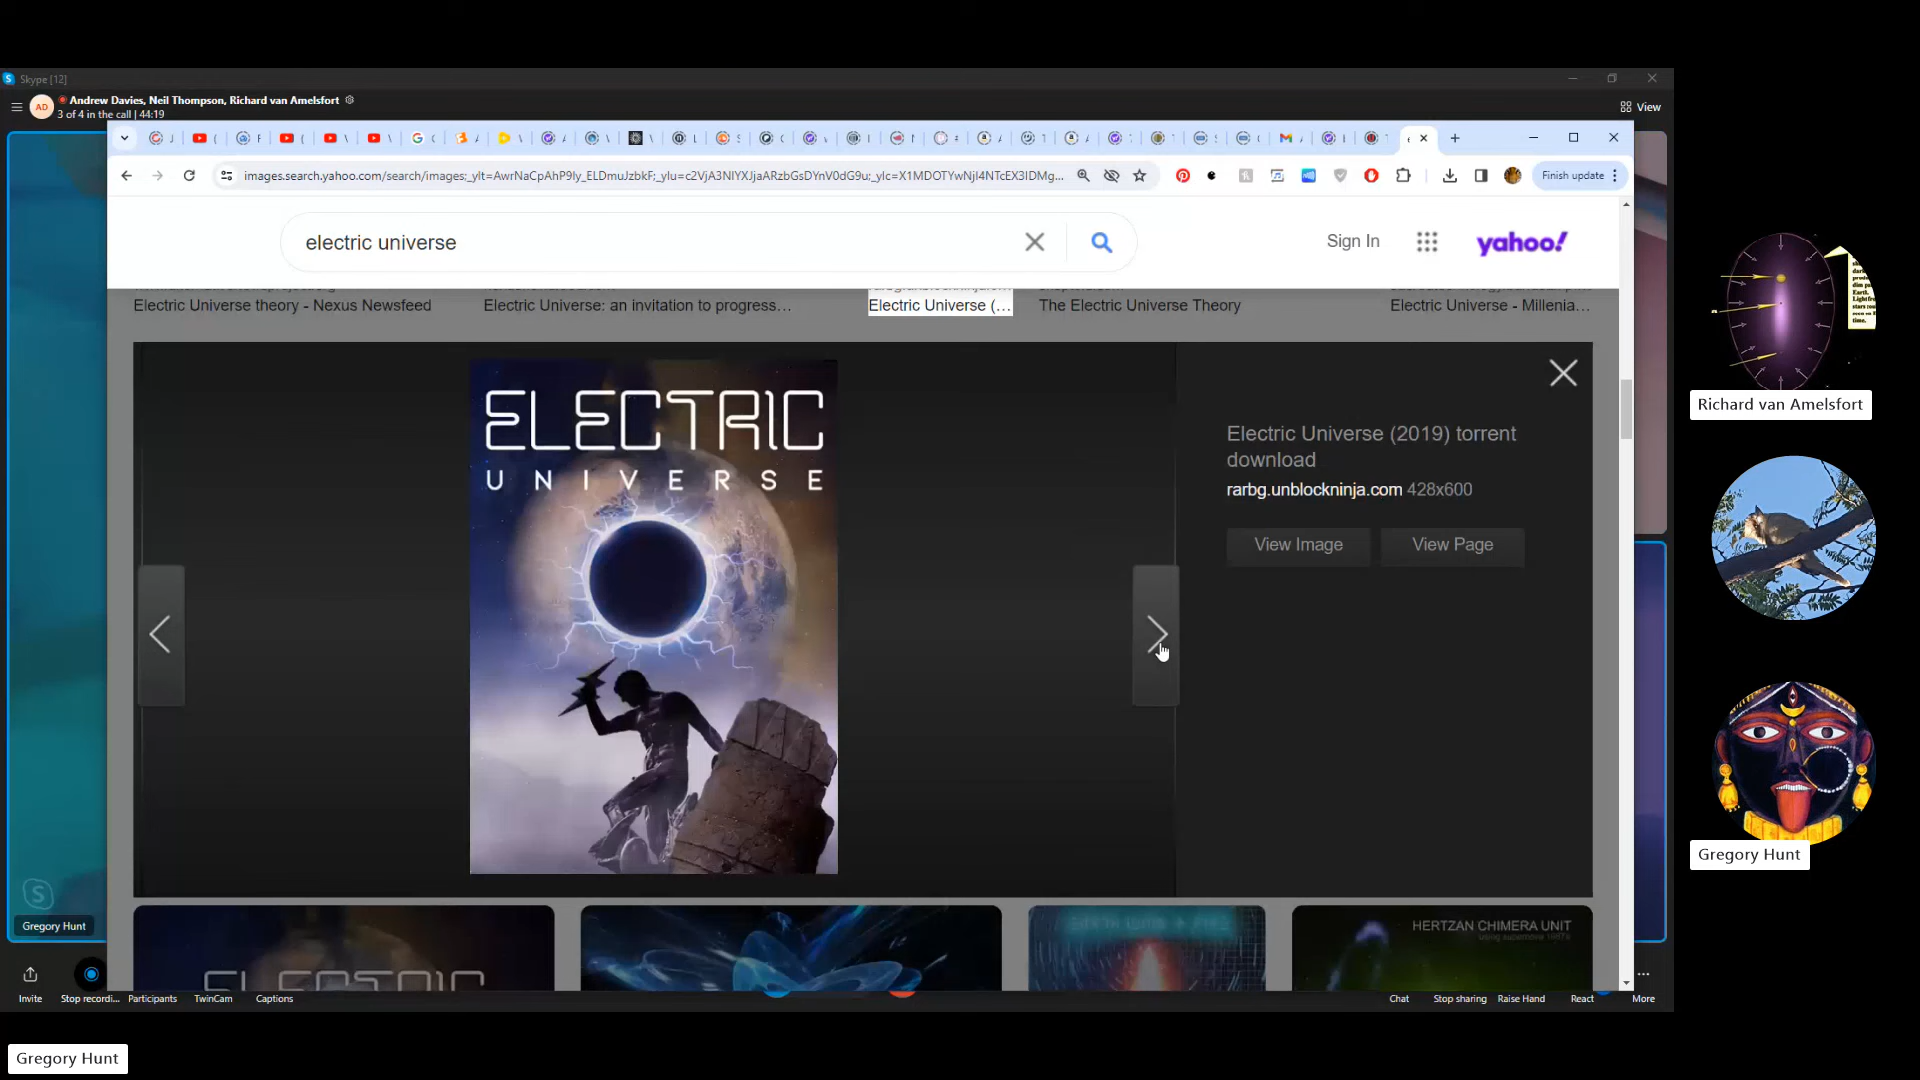 Skype [12]
AD
Andrew Davies, Neil Thompson, Richard van Amelsfort
3 of 4 in the call | 44:19
View
images.search.yahoo.com/search/images;_ylt=AwrNaCpAhP9ly_ELDmuJzbkF;_ylu=c2VjA3NlYXJjaARzbGsDYnV0dG9u;_ylc=X1MDOTYwNjI4NTcEX3IDMg...
Finish update
electric universe
Sign In
yahoo!
Electric Universe theory - Nexus Newsfeed
Electric Universe: an invitation to progress...
Electric Universe (...
The Electric Universe Theory
Electric Universe - Millenia...
ELECTRIC
UNIVERSE
Electric Universe (2019) torrent
download
rarbg.unblockninja.com 428x600
View Image
View Page
HERTZAN CHIMERA UNIT
ELECTRIC
Gregory Hunt
Invite
Stop recordi...
Participants
TwinCam
Captions
Chat
Stop sharing
Raise Hand
React
More
Richard van Amelsfort
Gregory Hunt
Gregory Hunt